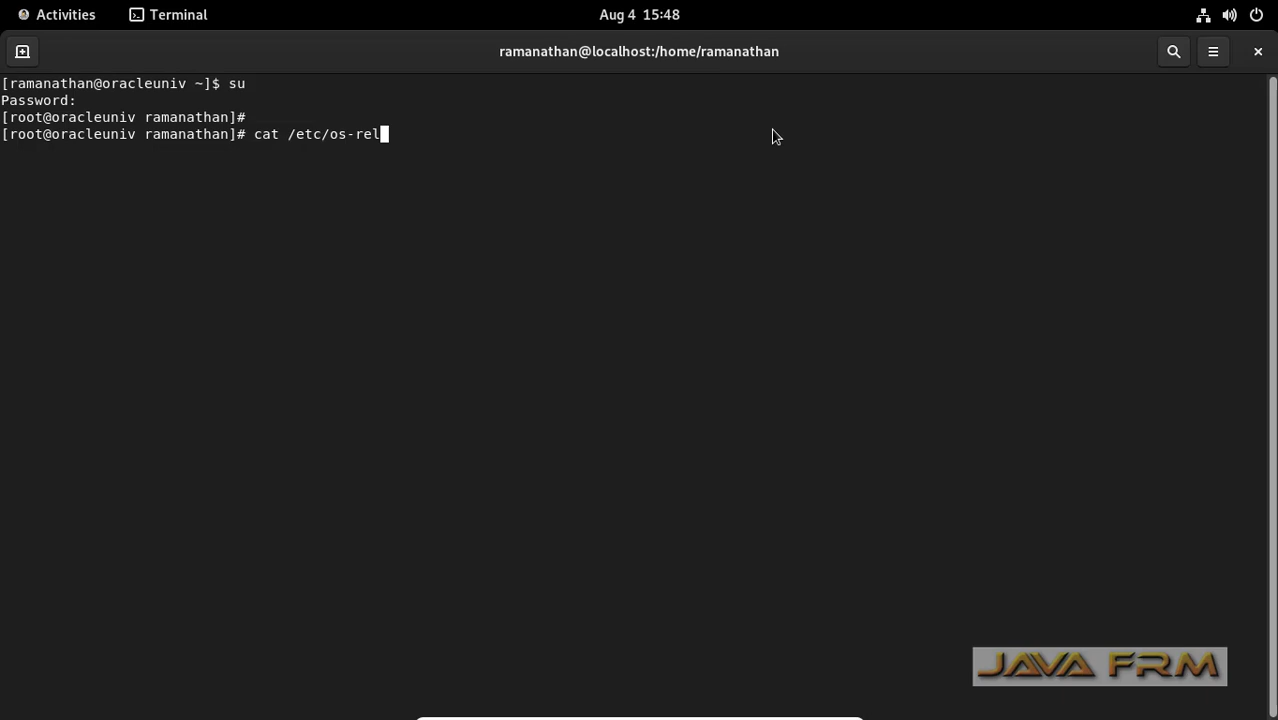 Activities
Terminal
Aug 4 15:48
ramanathan@localhost:/home/ramanathan
[ramanathan@oracleuniv ~]$ su
Password:
[root@oracleuniv ramanathan]#
[root@oracleuniv ramanathan]# cat /etc/os-rel
JAVA FRM